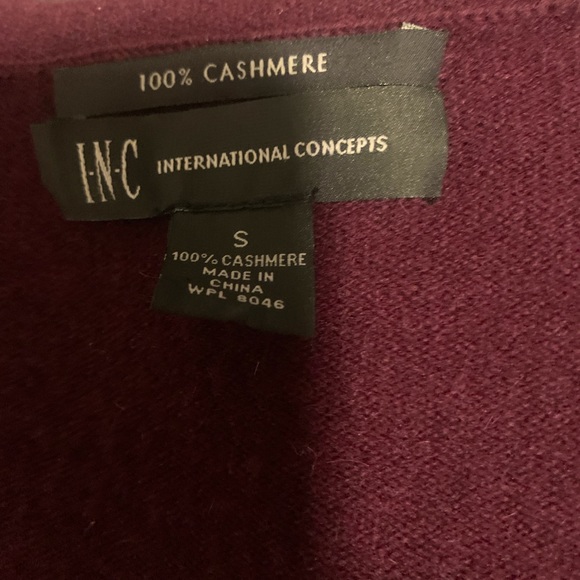 100% CASHMERE
I·N·C INTERNATIONAL CONCEPTS
S
100% CASHMERE
MADE IN
CHINA
WPL 8046